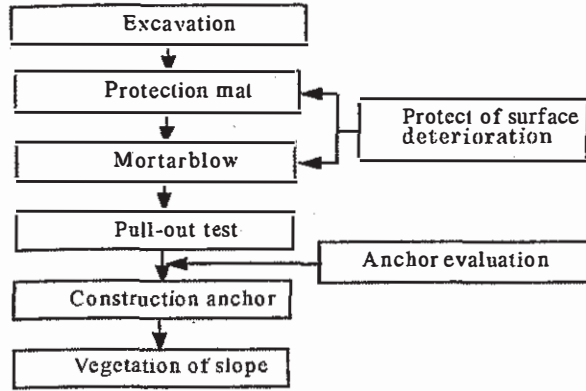 Excavation
Protection mat
Protect of surface
deterioration
Mortarblow
Pull-out test
Anchor evaluation
Construction anchor
Vegetation of slope